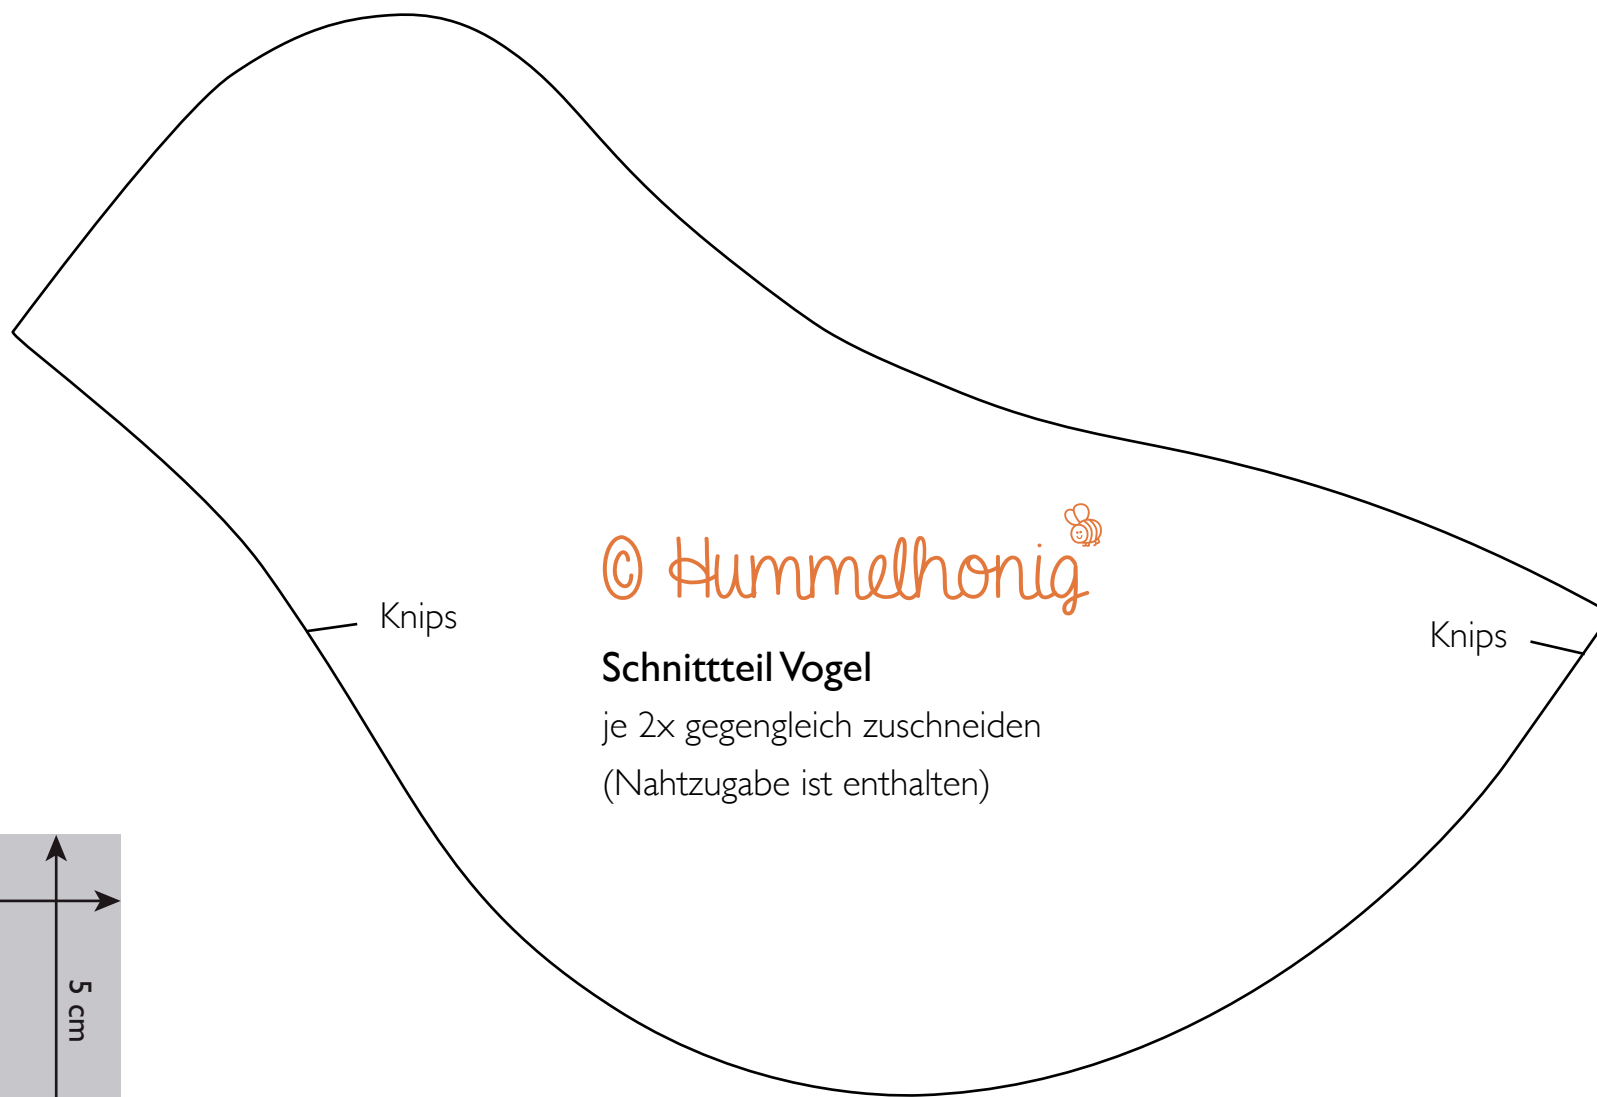 © Hummelhonig
Knips
Knips
Schnittteil Vogel
je 2x gegengleich zuschneiden
(Nahtzugabe ist enthalten)
5 cm